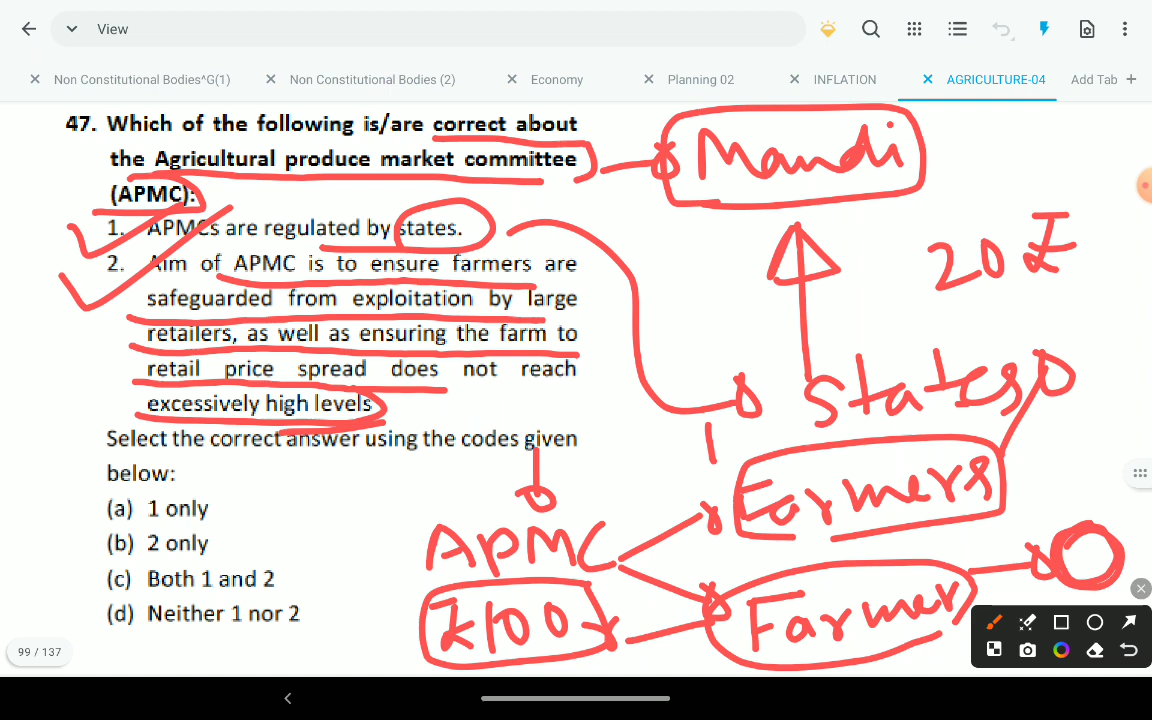 View
Non Constitutional Bodies^G(1)
Non Constitutional Bodies (2)
Economy
Planning 02
INFLATION
AGRICULTURE-04
Add Tab +
47. Which of the following is/are correct about
the Agricultural produce market committee
(APMC):
1. APMCs are regulated by states.
2. Aim of APMC is to ensure farmers are
safeguarded from exploitation by large
retailers, as well as ensuring the farm to
retail price spread does not reach
excessively high levels
Select the correct answer using the codes given
below:
(a) 1 only
(b) 2 only
(c) Both 1 and 2
(d) Neither 1 nor 2
Mandi
20 ₹
States
Farmers
APMC
₹100
Farmer
99 / 137